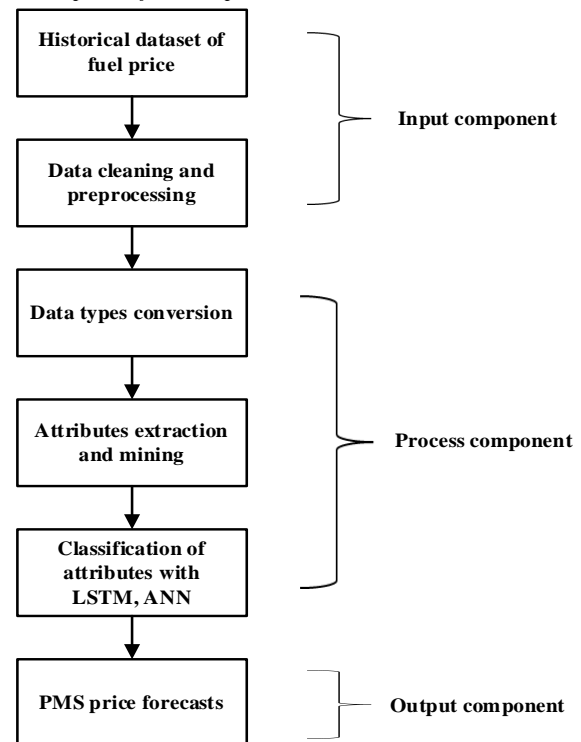 Historical dataset of
fuel price
Input component
Data cleaning and
preprocessing
Data types conversion
Attributes extraction
and mining
Process component
Classification of
attributes with
LSTM, ANN
PMS price forecasts
Output component